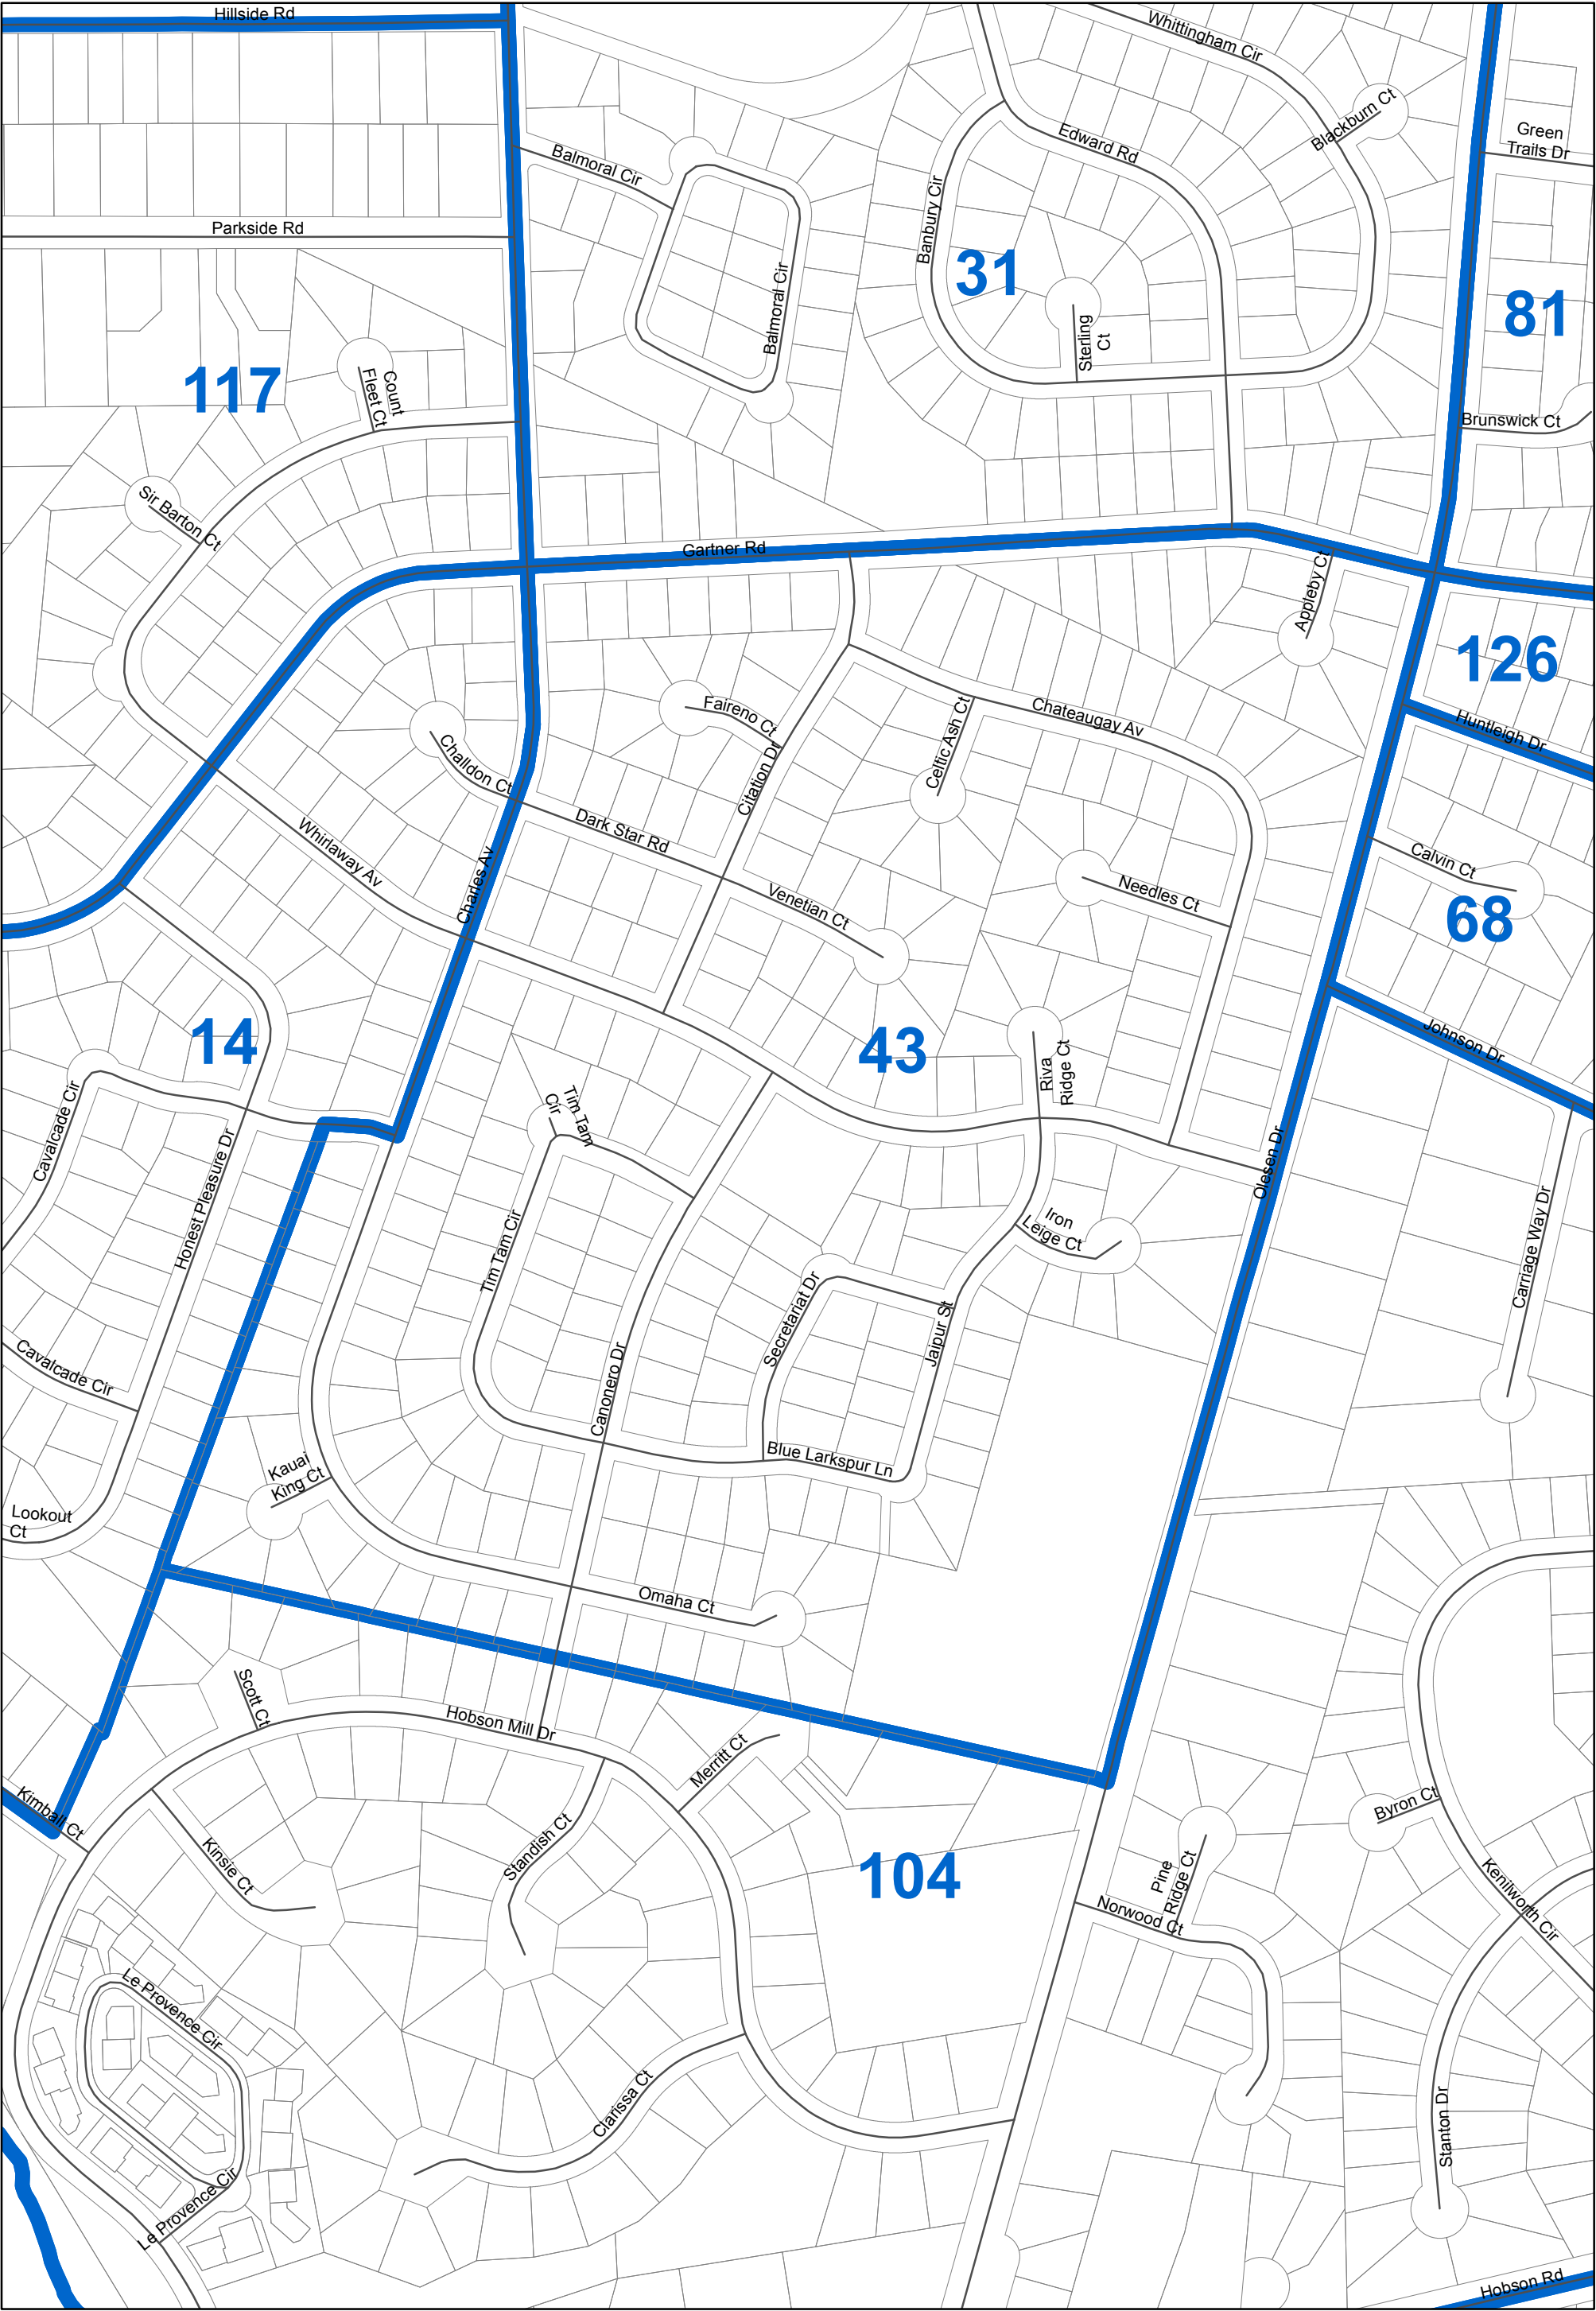 Hillside Rd
Whittingham Cir
Blackburn Ct
Green
Trails Dr
Edward Rd
Balmoral Cir
Banbury Cir
Parkside Rd
31
81
Balmoral Cir
Sterling
Ct
117
Count
Fleet Ct
Brunswick Ct
Sir Barton Ct
Gartner Rd
Appleby Ct
126
Faireno Ct
Chateaugay Av
Huntleigh Dr
Celtic Ash Ct
Citation Dr
Challdon Ct
Dark Star Rd
Whirlaway Av
Charles Av
Calvin Ct
Needles Ct
Venetian Ct
68
14
43
Johnson Dr
Riva
Ridge Ct
Tim Tam
Cir
Cavalcade Cir
Honest Pleasure Dr
Olesen Dr
Carriage Way Dr
Iron
Leige Ct
Tim Tam Cir
Secretariat Dr
Jaipur St
Canonero Dr
Cavalcade Cir
Blue Larkspur Ln
Kauai
King Ct
Lookout
Ct
Omaha Ct
Scott Ct
Hobson Mill Dr
Merritt Ct
Kimball Ct
Byron Ct
Kinsie Ct
Standish Ct
104
Pine
Ridge Ct
Kenilworth Cir
Norwood Ct
Le Provence Cir
Clarissa Ct
Stanton Dr
Le Provence Cir
Hobson Rd